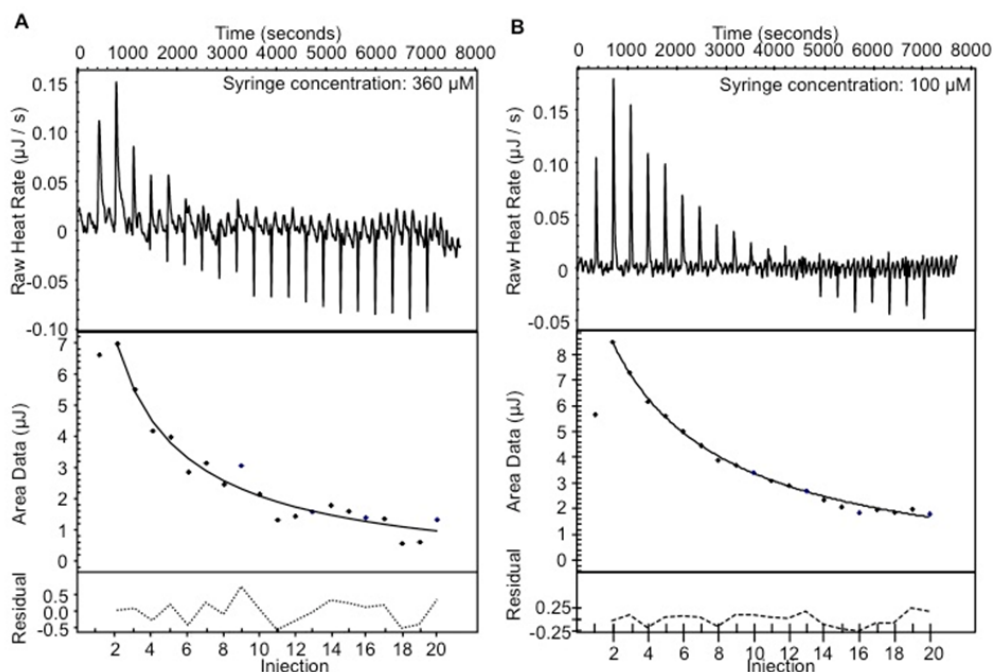 A
Time (seconds)
0 1000 2000 3000 4000 5000 6000 7000 8000
Syringe concentration: 360 µM
Raw Heat Rate (µJ / s)
0.15
0.10
0.05
0
-0.05
-0.10
Area Data (µJ)
7
6
5
4
3
2
1
0
Residual
0.5
0.0
-0.5
2 4 6 8 10 12 14 16 18 20
Injection
B
Time (seconds)
0 1000 2000 3000 4000 5000 6000 7000 8000
Syringe concentration: 100 µM
Raw Heat Rate (µJ / s)
0.15
0.10
0.05
0
-0.05
Area Data (µJ)
8
7
6
5
4
3
2
1
0
Residual
0.25
-0.25
2 4 6 8 10 12 14 16 18 20
Injection